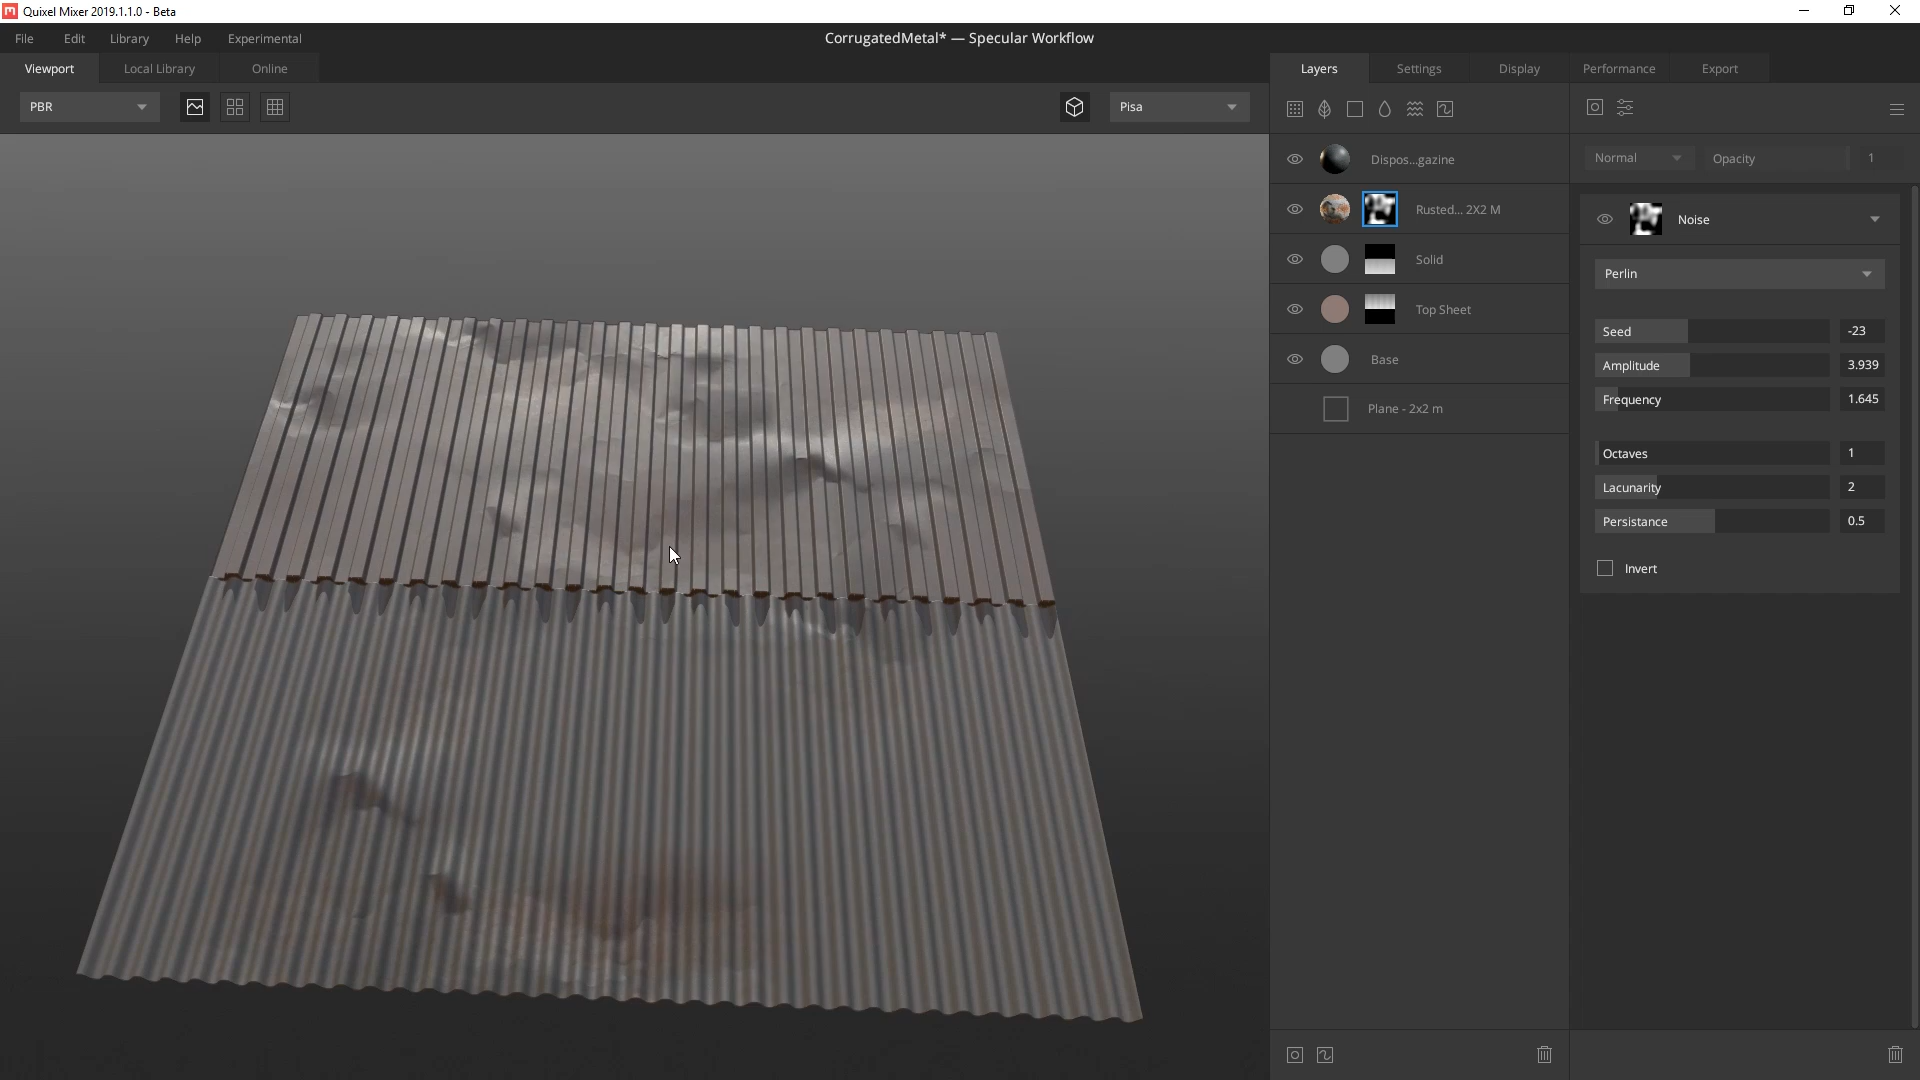 Quixel Mixer 2019.1.1.0 - Beta
File Edit Library Help Experimental
CorrugatedMetal* — Specular Workflow
Viewport Local Library Online
Layers Settings Display Performance Export
PBR
Pisa
Dispos...gazine
Rusted... 2X2 M
Solid
Top Sheet
Base
Plane - 2x2 m
Normal Opacity 1
Noise
Perlin
Seed -23
Amplitude 3.939
Frequency 1.645
Octaves 1
Lacunarity 2
Persistance 0.5
Invert